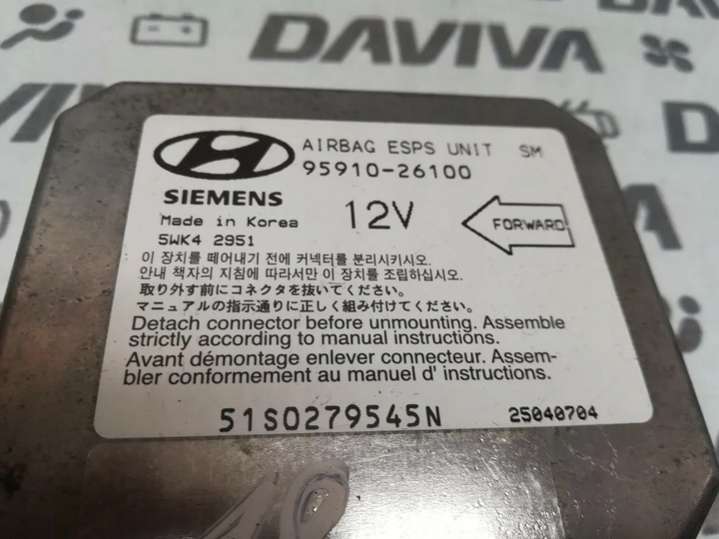 DAVIVA
DAVIVA
AIRBAG ESPS UNIT SM
95910-26100
SIEMENS
Made in Korea
12V
FORWARD
5WK4 2951
이 장치를 떼어내기 전에 커넥터를 분리시키시오.
안내 책자의 지침에 따라서만 이 장치를 조립하십시오.
取り外す前にコネクタを抜いてください。
マニュアルの指示通りに正しく組み付けてください。
Detach connector before unmounting. Assemble
strictly according to manual instructions.
Avant démontage enlever connecteur. Assem-
bler conformement au manuel d' instructions.
51S0279545N
25040704